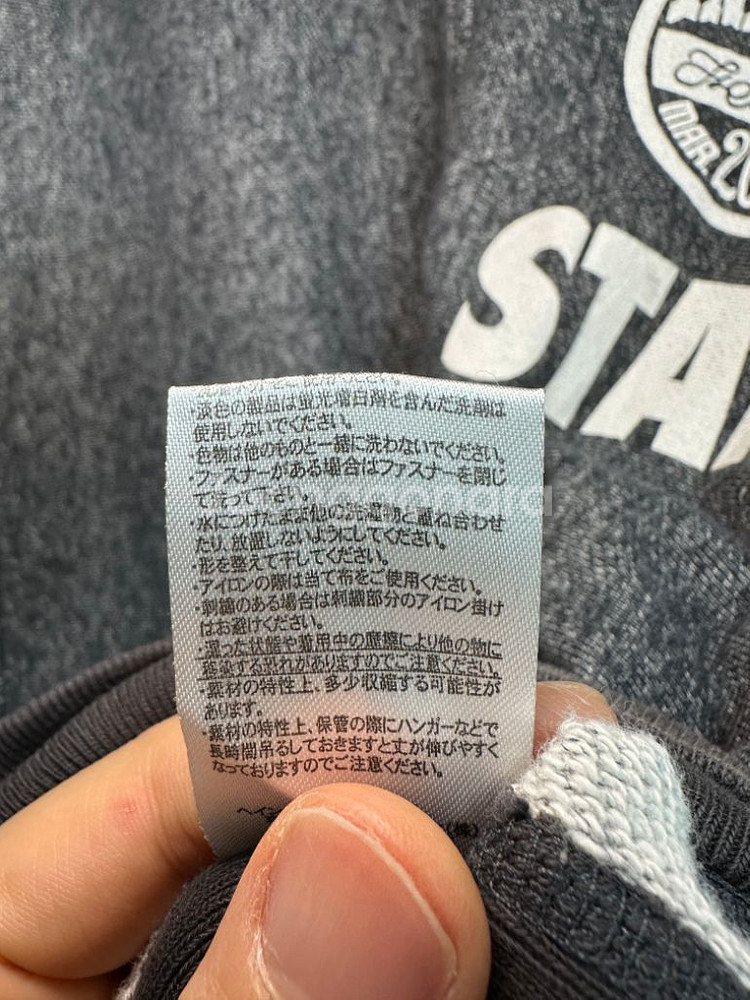 MAR.20
STA
・淡色の製品は蛍光増白剤を含んだ洗剤は
使用しないでください。
・色物は他のものと一緒に洗わないでください。
・ファスナーがある場合はファスナーを閉じ
て洗って下さい。
・水につけたまま他の洗濯物と重ね合わせ
たり、放置しないようにしてください。
・形を整えて干してください。
・アイロンの際は当て布をご使用ください。
・刺繍のある場合は刺繍部分のアイロン掛け
はお避けください。
・湿った状態や着用中の摩擦により他の物に
移染する恐れがありますのでご注意ください。
・素材の特性上、多少収縮する可能性が
あります。
・素材の特性上、保管の際にハンガーなどで
長時間吊るしておきますと丈が伸びやすく
なっておりますのでご注意ください。
ヘイン
(株)